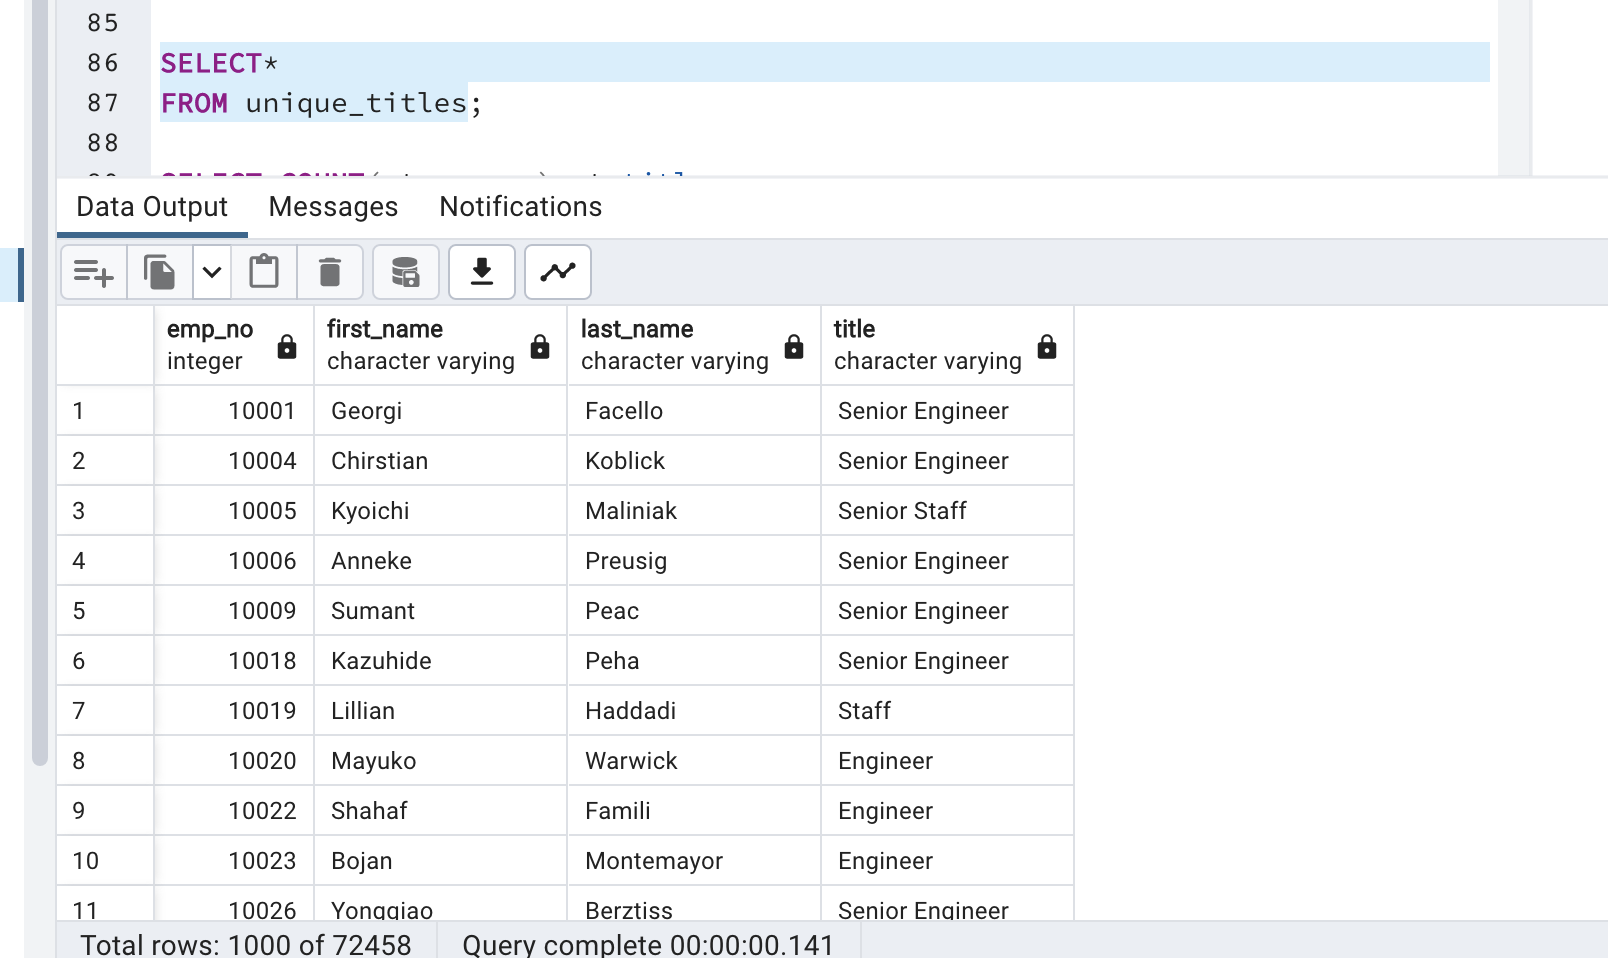 85
86 SELECT*
87 FROM unique_titles;
88
Data Output Messages Notifications
emp_no first_name last_name title
integer character varying character varying character varying
1 10001 Georgi Facello Senior Engineer
2 10004 Chirstian Koblick Senior Engineer
3 10005 Kyoichi Maliniak Senior Staff
4 10006 Anneke Preusig Senior Engineer
5 10009 Sumant Peac Senior Engineer
6 10018 Kazuhide Peha Senior Engineer
7 10019 Lillian Haddadi Staff
8 10020 Mayuko Warwick Engineer
9 10022 Shahaf Famili Engineer
10 10023 Bojan Montemayor Engineer
11 10026 Yongqiao Berztiss Senior Engineer
Total rows: 1000 of 72458 Query complete 00:00:00.141